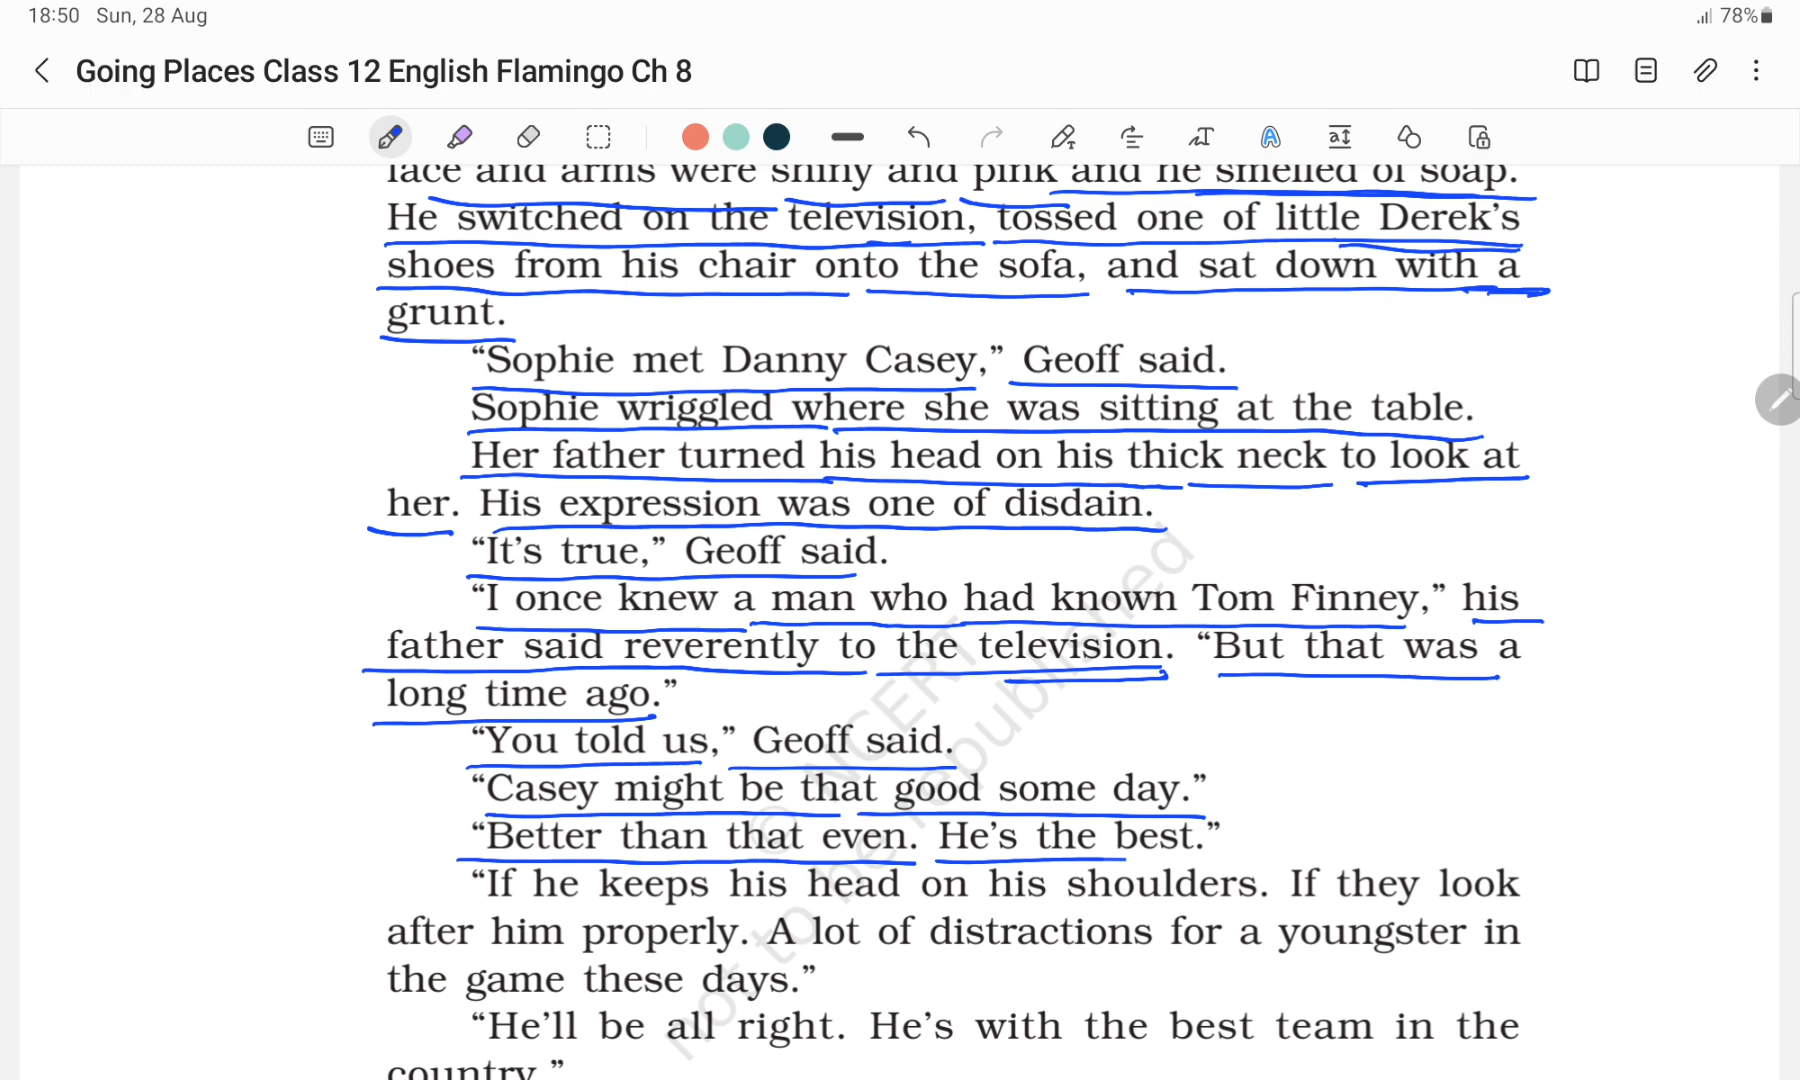 18:50 Sun, 28 Aug
78%
Going Places Class 12 English Flamingo Ch 8
face and arms were shiny and pink and he smelled of soap.
He switched on the television, tossed one of little Derek's
shoes from his chair onto the sofa, and sat down with a
grunt.
“Sophie met Danny Casey,” Geoff said.
Sophie wriggled where she was sitting at the table.
Her father turned his head on his thick neck to look at
her. His expression was one of disdain.
“It's true,” Geoff said.
“I once knew a man who had known Tom Finney,” his
father said reverently to the television. “But that was a
long time ago.”
“You told us,” Geoff said.
“Casey might be that good some day.”
“Better than that even. He's the best.”
“If he keeps his head on his shoulders. If they look
after him properly. A lot of distractions for a youngster in
the game these days.”
“He'll be all right. He's with the best team in the
country.”
© NCERT
not to be republished